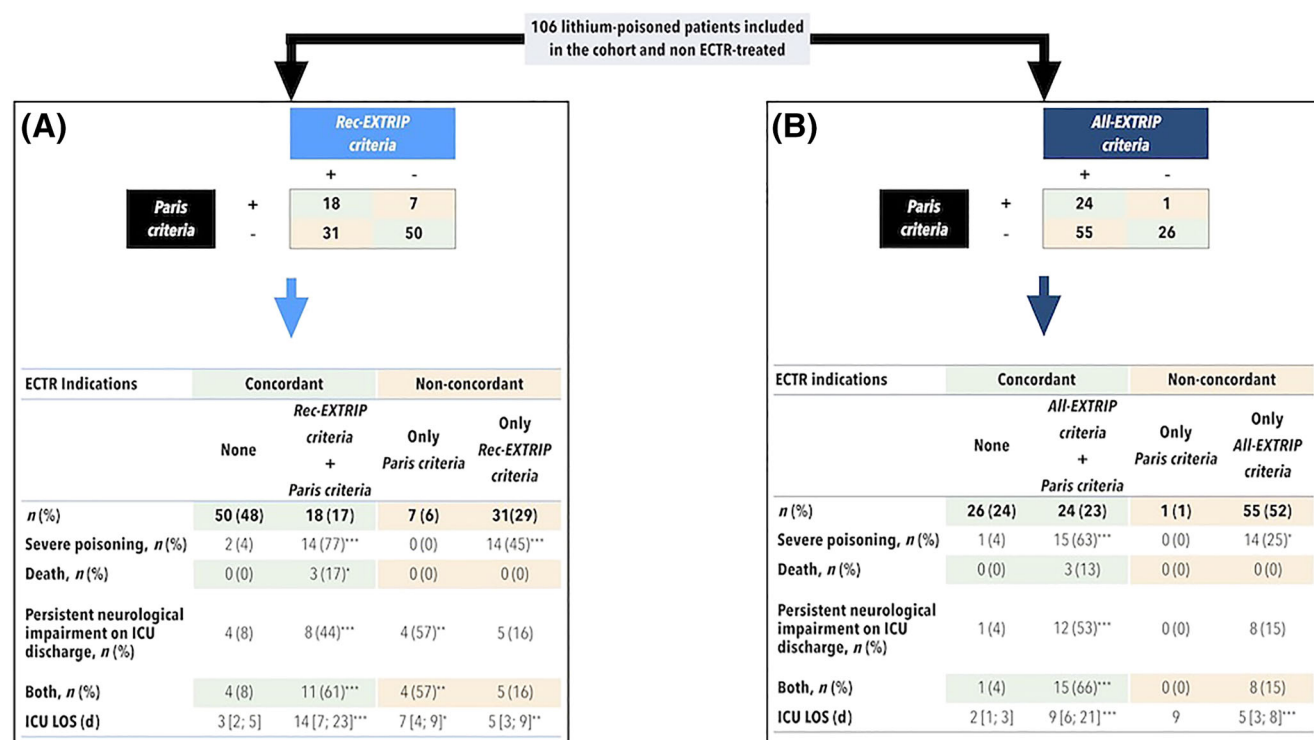 106 lithium-poisoned patients included
in the cohort and non ECTR-treated
(A)
Rec-EXTRIP
criteria
+ -
Paris
criteria
+ 18 7
- 31 50
ECTR Indications Concordant Non-concordant
None
Rec-EXTRIP
criteria
+
Paris criteria
Only
Paris criteria
Only
Rec-EXTRIP
criteria
n (%) 50 (48) 18 (17) 7 (6) 31(29)
Severe poisoning, n (%) 2 (4) 14 (77)*** 0 (0) 14 (45)***
Death, n (%) 0 (0) 3 (17)* 0 (0) 0 (0)
Persistent neurological
impairment on ICU
discharge, n (%)
4 (8) 8 (44)*** 4 (57)** 5 (16)
Both, n (%) 4 (8) 11 (61)*** 4 (57)** 5 (16)
ICU LOS (d) 3 [2; 5] 14 [7; 23]*** 7 [4; 9]* 5 [3; 9]**
(B)
All-EXTRIP
criteria
+ -
Paris
criteria
+ 24 1
- 55 26
ECTR indications Concordant Non-concordant
None
All-EXTRIP
criteria
+
Paris criteria
Only
Paris criteria
Only
All-EXTRIP
criteria
n (%) 26 (24) 24 (23) 1 (1) 55 (52)
Severe poisoning, n (%) 1 (4) 15 (63)*** 0 (0) 14 (25)*
Death, n (%) 0 (0) 3 (13) 0 (0) 0 (0)
Persistent neurological
impairment on ICU
discharge, n (%)
1 (4) 12 (53)*** 0 (0) 8 (15)
Both, n (%) 1 (4) 15 (66)*** 0 (0) 8 (15)
ICU LOS (d) 2 [1; 3] 9 [6; 21]*** 9 5 [3; 8]***